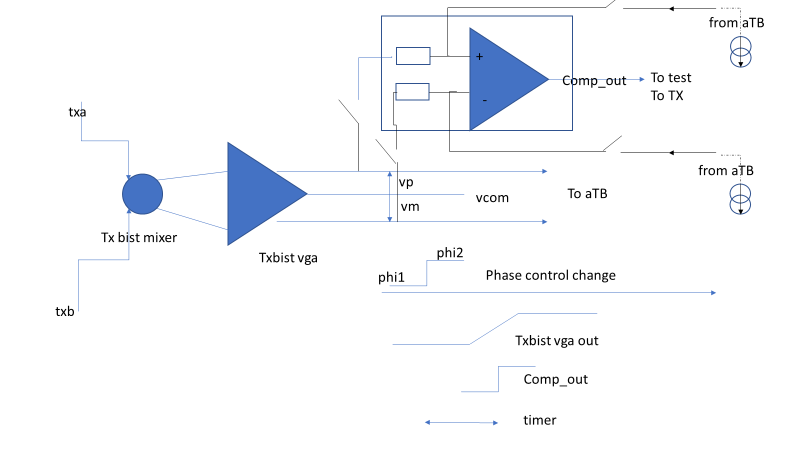 from aTB
+
Comp_out
To test
To TX
-
txa
from aTB
vp
To aTB
vcom
vm
Tx bist mixer
Txbist vga
phi2
phi1
Phase control change
txb
Txbist vga out
Comp_out
timer